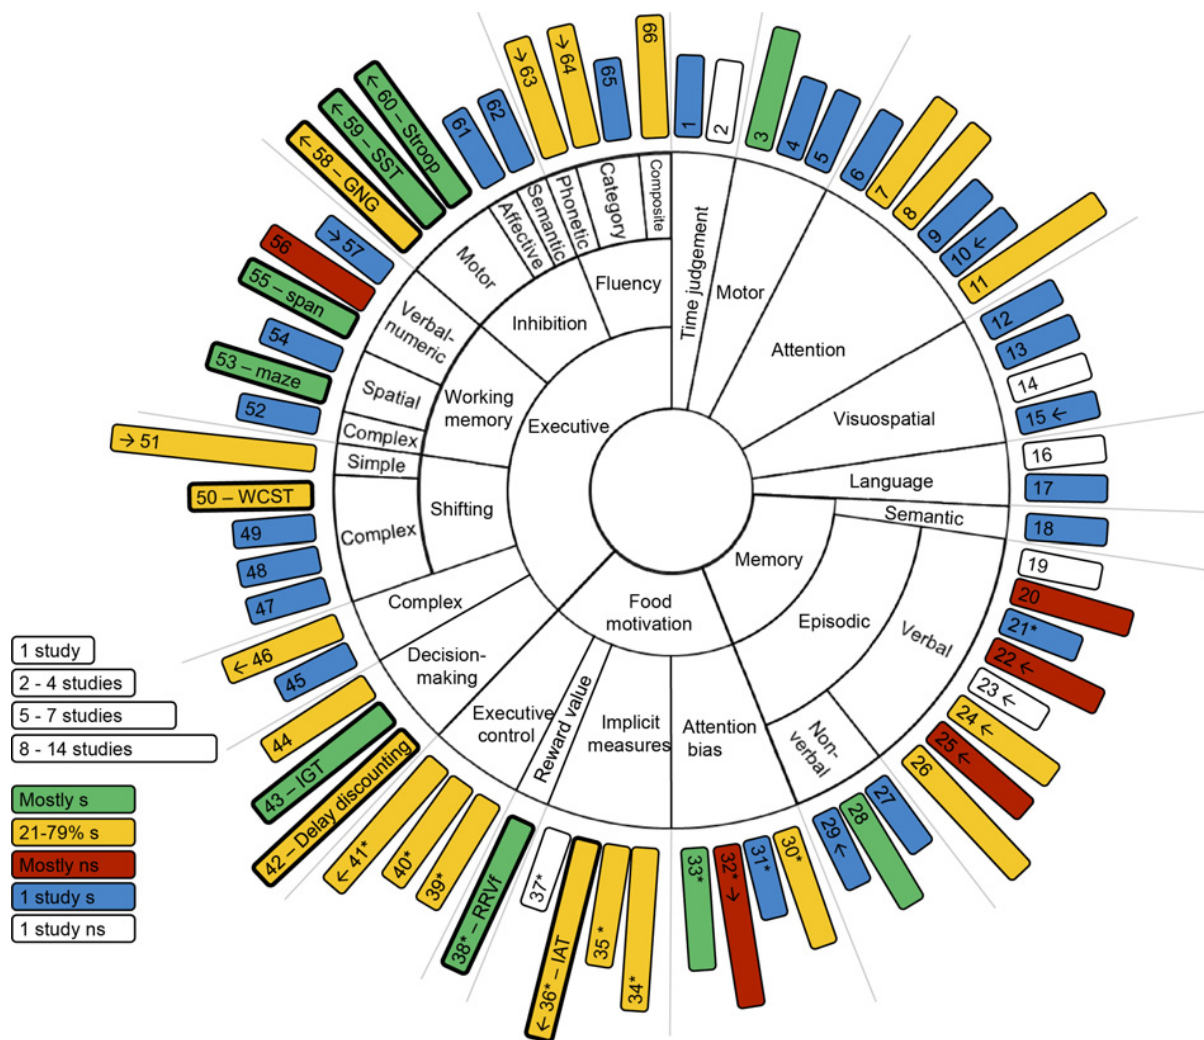 1
2
3
4
5
6
7
8
9
10 ←
11
12
13
14
15 ←
16
17
18
19
20
21*
22 ←
23 ←
24 ←
25 ←
26
27
28
29 ←
30*
31*
32* →
33*
34*
35 *
← 36* – IAT
37*
38* – RRVf
39*
40*
← 41*
42 – Delay discounting
43 – IGT
44
45
← 46
47
48
49
50 – WCST
→ 51
52
53 – maze
54
55 – span
56
→ 57
← 58 – GNG
← 59 – SST
← 60 – Stroop
61
62
→ 63
→ 64
65
66
Time judgement
Motor
Attention
Visuospatial
Language
Semantic
Memory
Episodic
Verbal
Non-
verbal
Food
motivation
Attention
bias
Implicit
measures
Reward value
Executive
control
Decision-
making
Complex
Executive
Shifting
Complex
Simple
Working
memory
Complex
Spatial
Verbal-
numeric
Inhibition
Motor
Affective
Semantic
Fluency
Phonetic
Category
Composite
1 study
2 - 4 studies
5 - 7 studies
8 - 14 studies
Mostly s
21-79% s
Mostly ns
1 study s
1 study ns